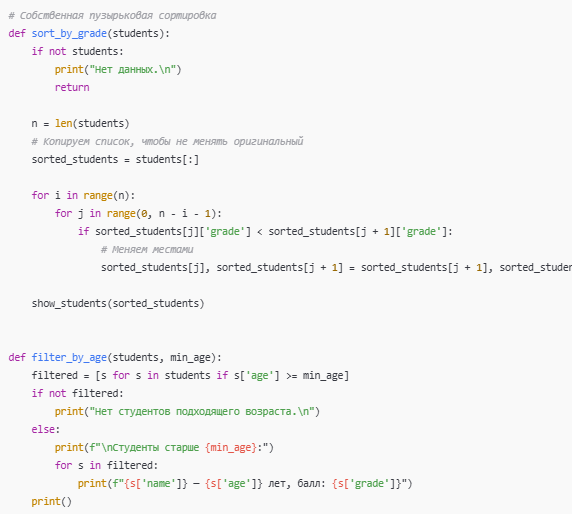 # Собственная пузырьковая сортировка
def sort_by_grade(students):
    if not students:
        print("Нет данных.\n")
        return

    n = len(students)
    # Копируем список, чтобы не менять оригинальный
    sorted_students = students[:]

    for i in range(n):
        for j in range(0, n - i - 1):
            if sorted_students[j]['grade'] < sorted_students[j + 1]['grade']:
                # Меняем местами
                sorted_students[j], sorted_students[j + 1] = sorted_students[j + 1],

    show_students(sorted_students)


def filter_by_age(students, min_age):
    filtered = [s for s in students if s['age'] >= min_age]
    if not filtered:
        print("Нет студентов подходящего возраста.\n")
    else:
        print(f"\nСтуденты старше {min_age}:")
        for s in filtered:
            print(f"{s['name']} — {s['age']} лет, балл: {s['grade']}")
    print()